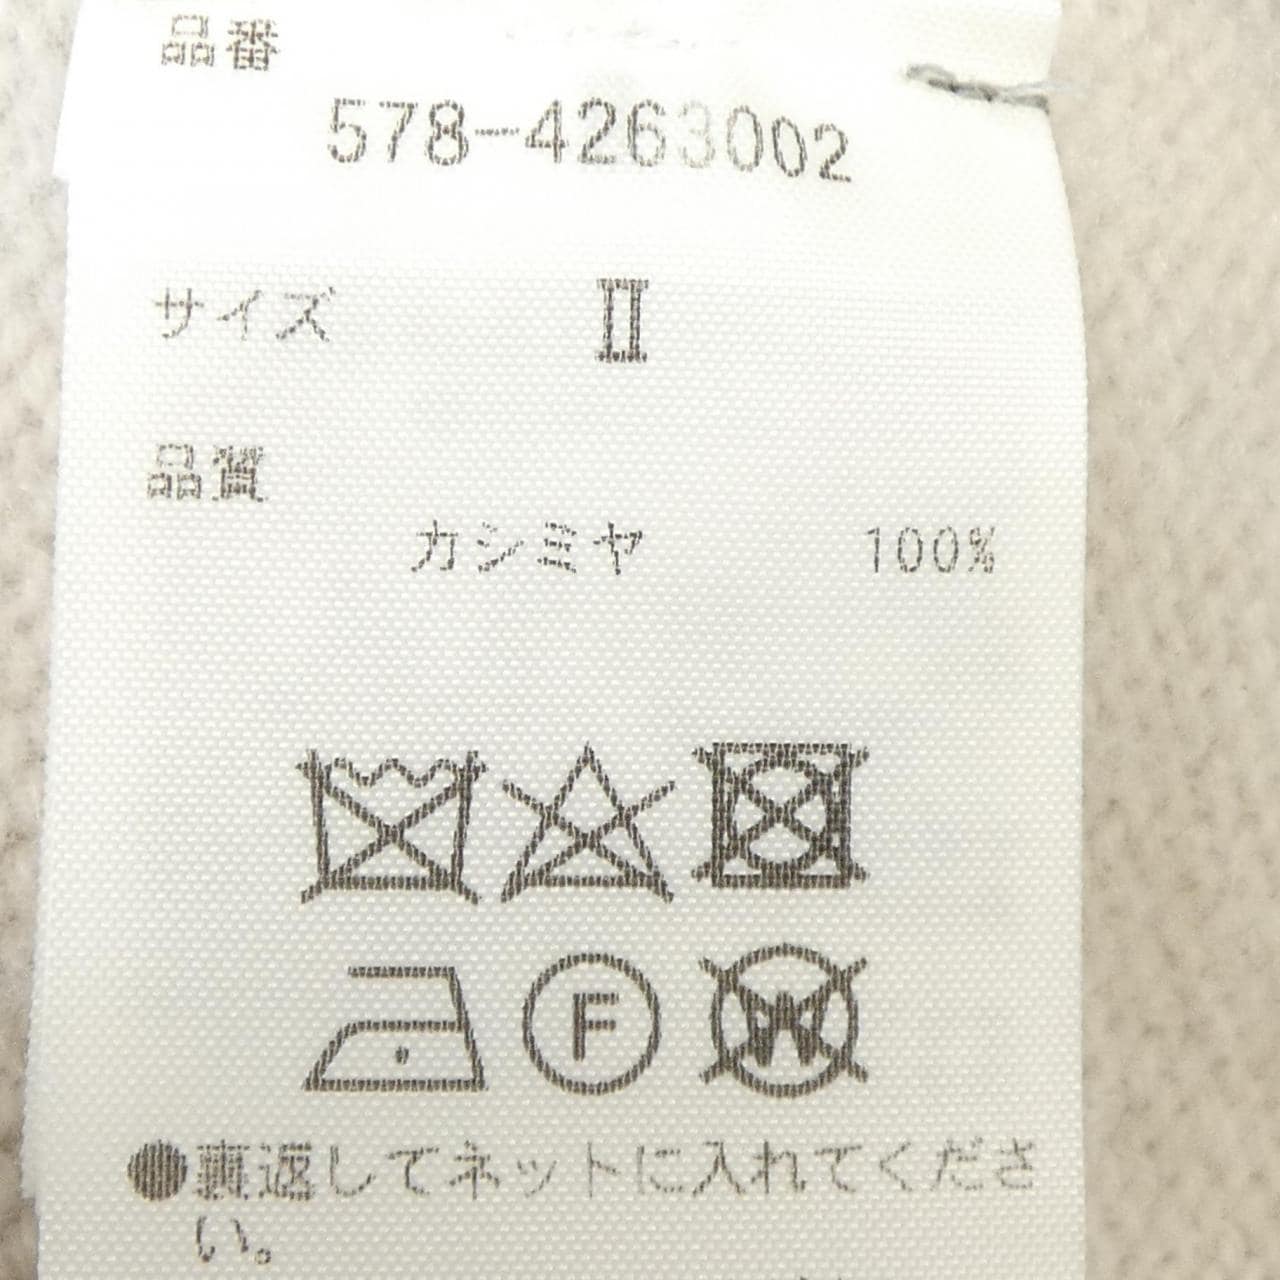 品番
578-4263002
サイズ Ⅱ
品質
カシミヤ 100%
F
W
●裏返してネットに入れてくださ
い。